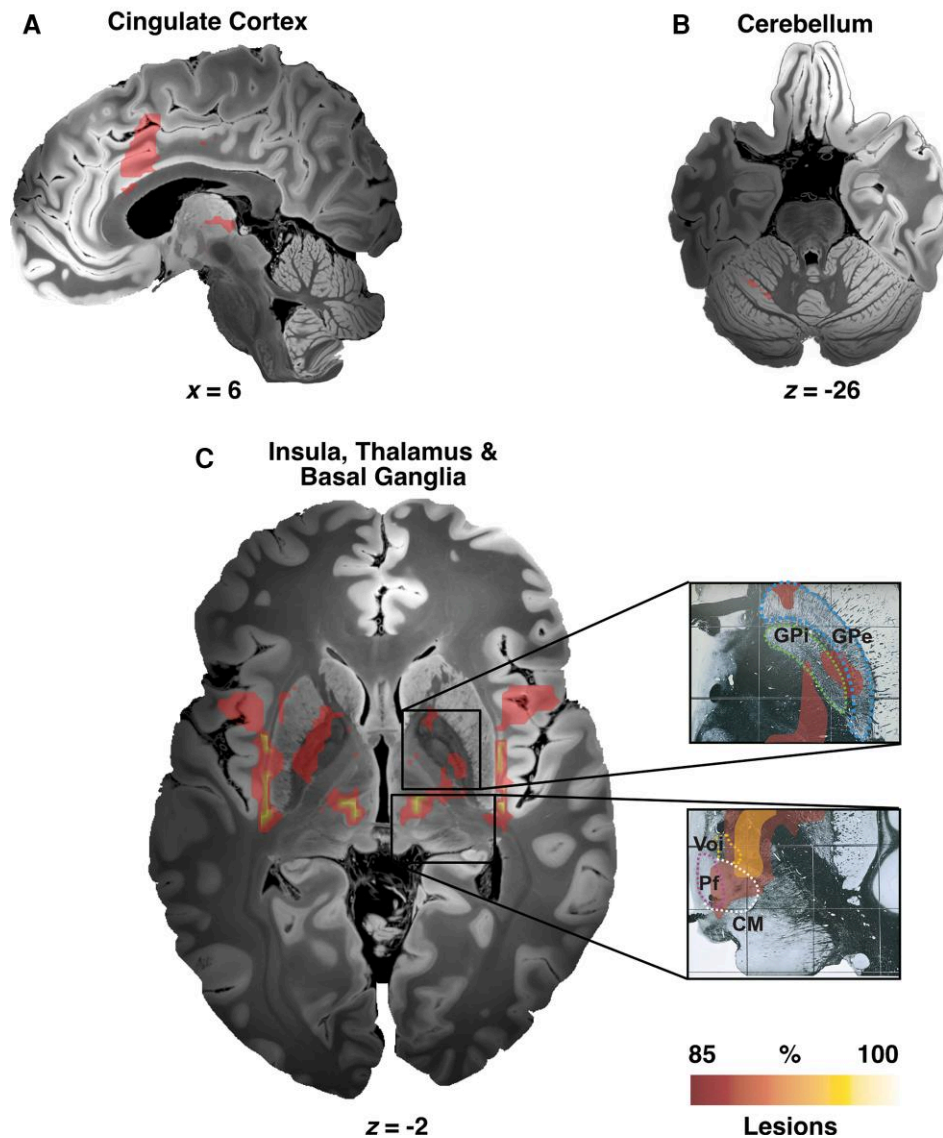 A
Cingulate Cortex
B
Cerebellum
x = 6
z = -26
C
Insula, Thalamus &
Basal Ganglia
GPi
GPe
Voi
Pf
CM
85 % 100
Lesions
z = -2